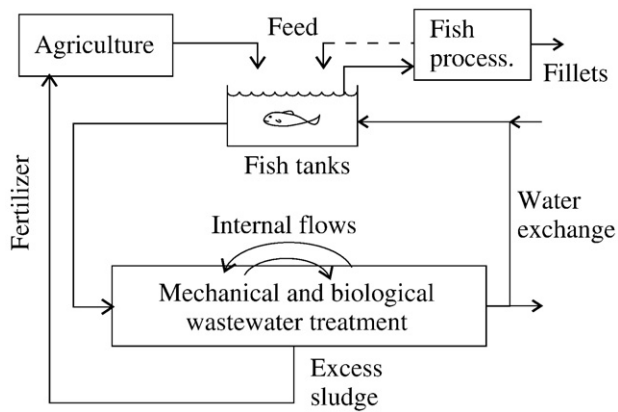 Agriculture
Feed
Fish
process.
Fillets
Fish tanks
Fertilizer
Water
exchange
Internal flows
Mechanical and biological
wastewater treatment
Excess
sludge